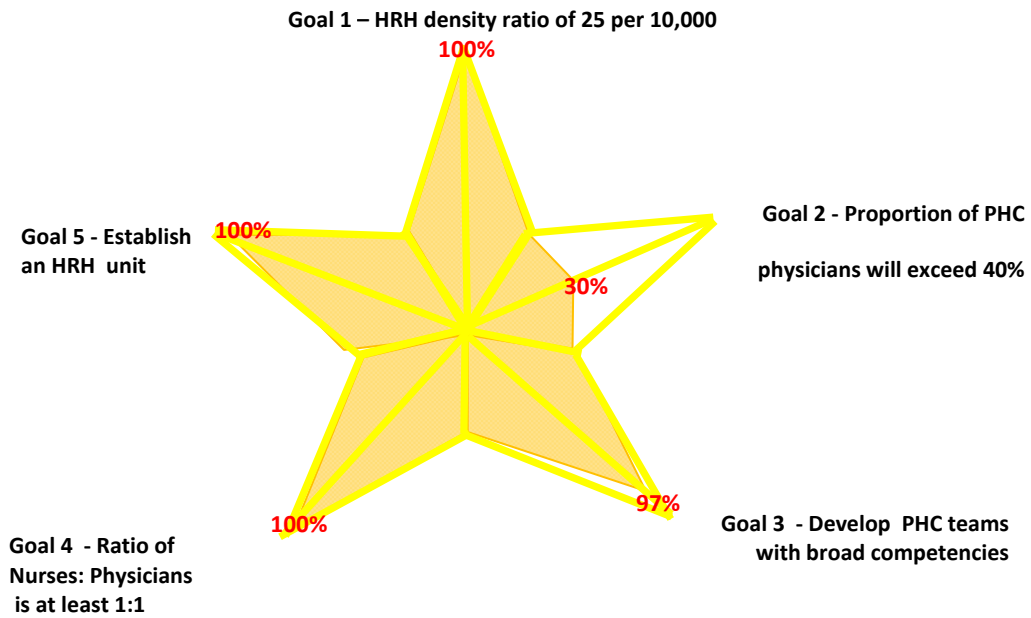 Goal 1 – HRH density ratio of 25 per 10,000
100%
Goal 2 - Proportion of PHC
physicians will exceed 40%
30%
Goal 3 - Develop PHC teams
with broad competencies
97%
Goal 4 - Ratio of
Nurses: Physicians
is at least 1:1
100%
Goal 5 - Establish
an HRH unit
100%